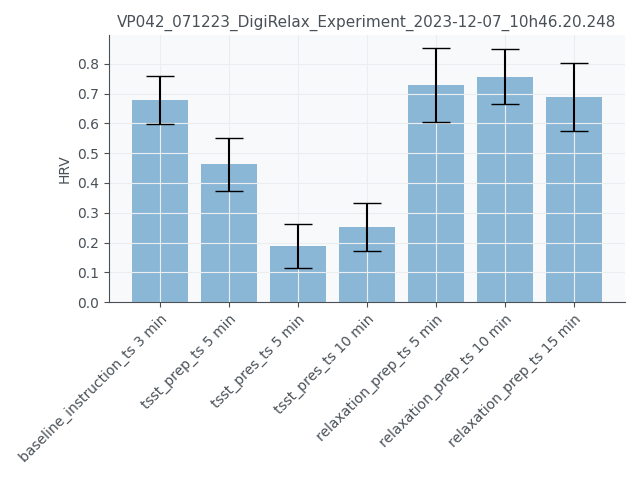 VP042_071223_DigiRelax_Experiment_2023-12-07_10h46.20.248
HRV
0.8
0.7
0.6
0.5
0.4
0.3
0.2
0.1
0.0
baseline_instruction_ts 3 min
tsst_prep_ts 5 min
tsst_pres_ts 5 min
tsst_pres_ts 10 min
relaxation_prep_ts 5 min
relaxation_prep_ts 10 min
relaxation_prep_ts 15 min